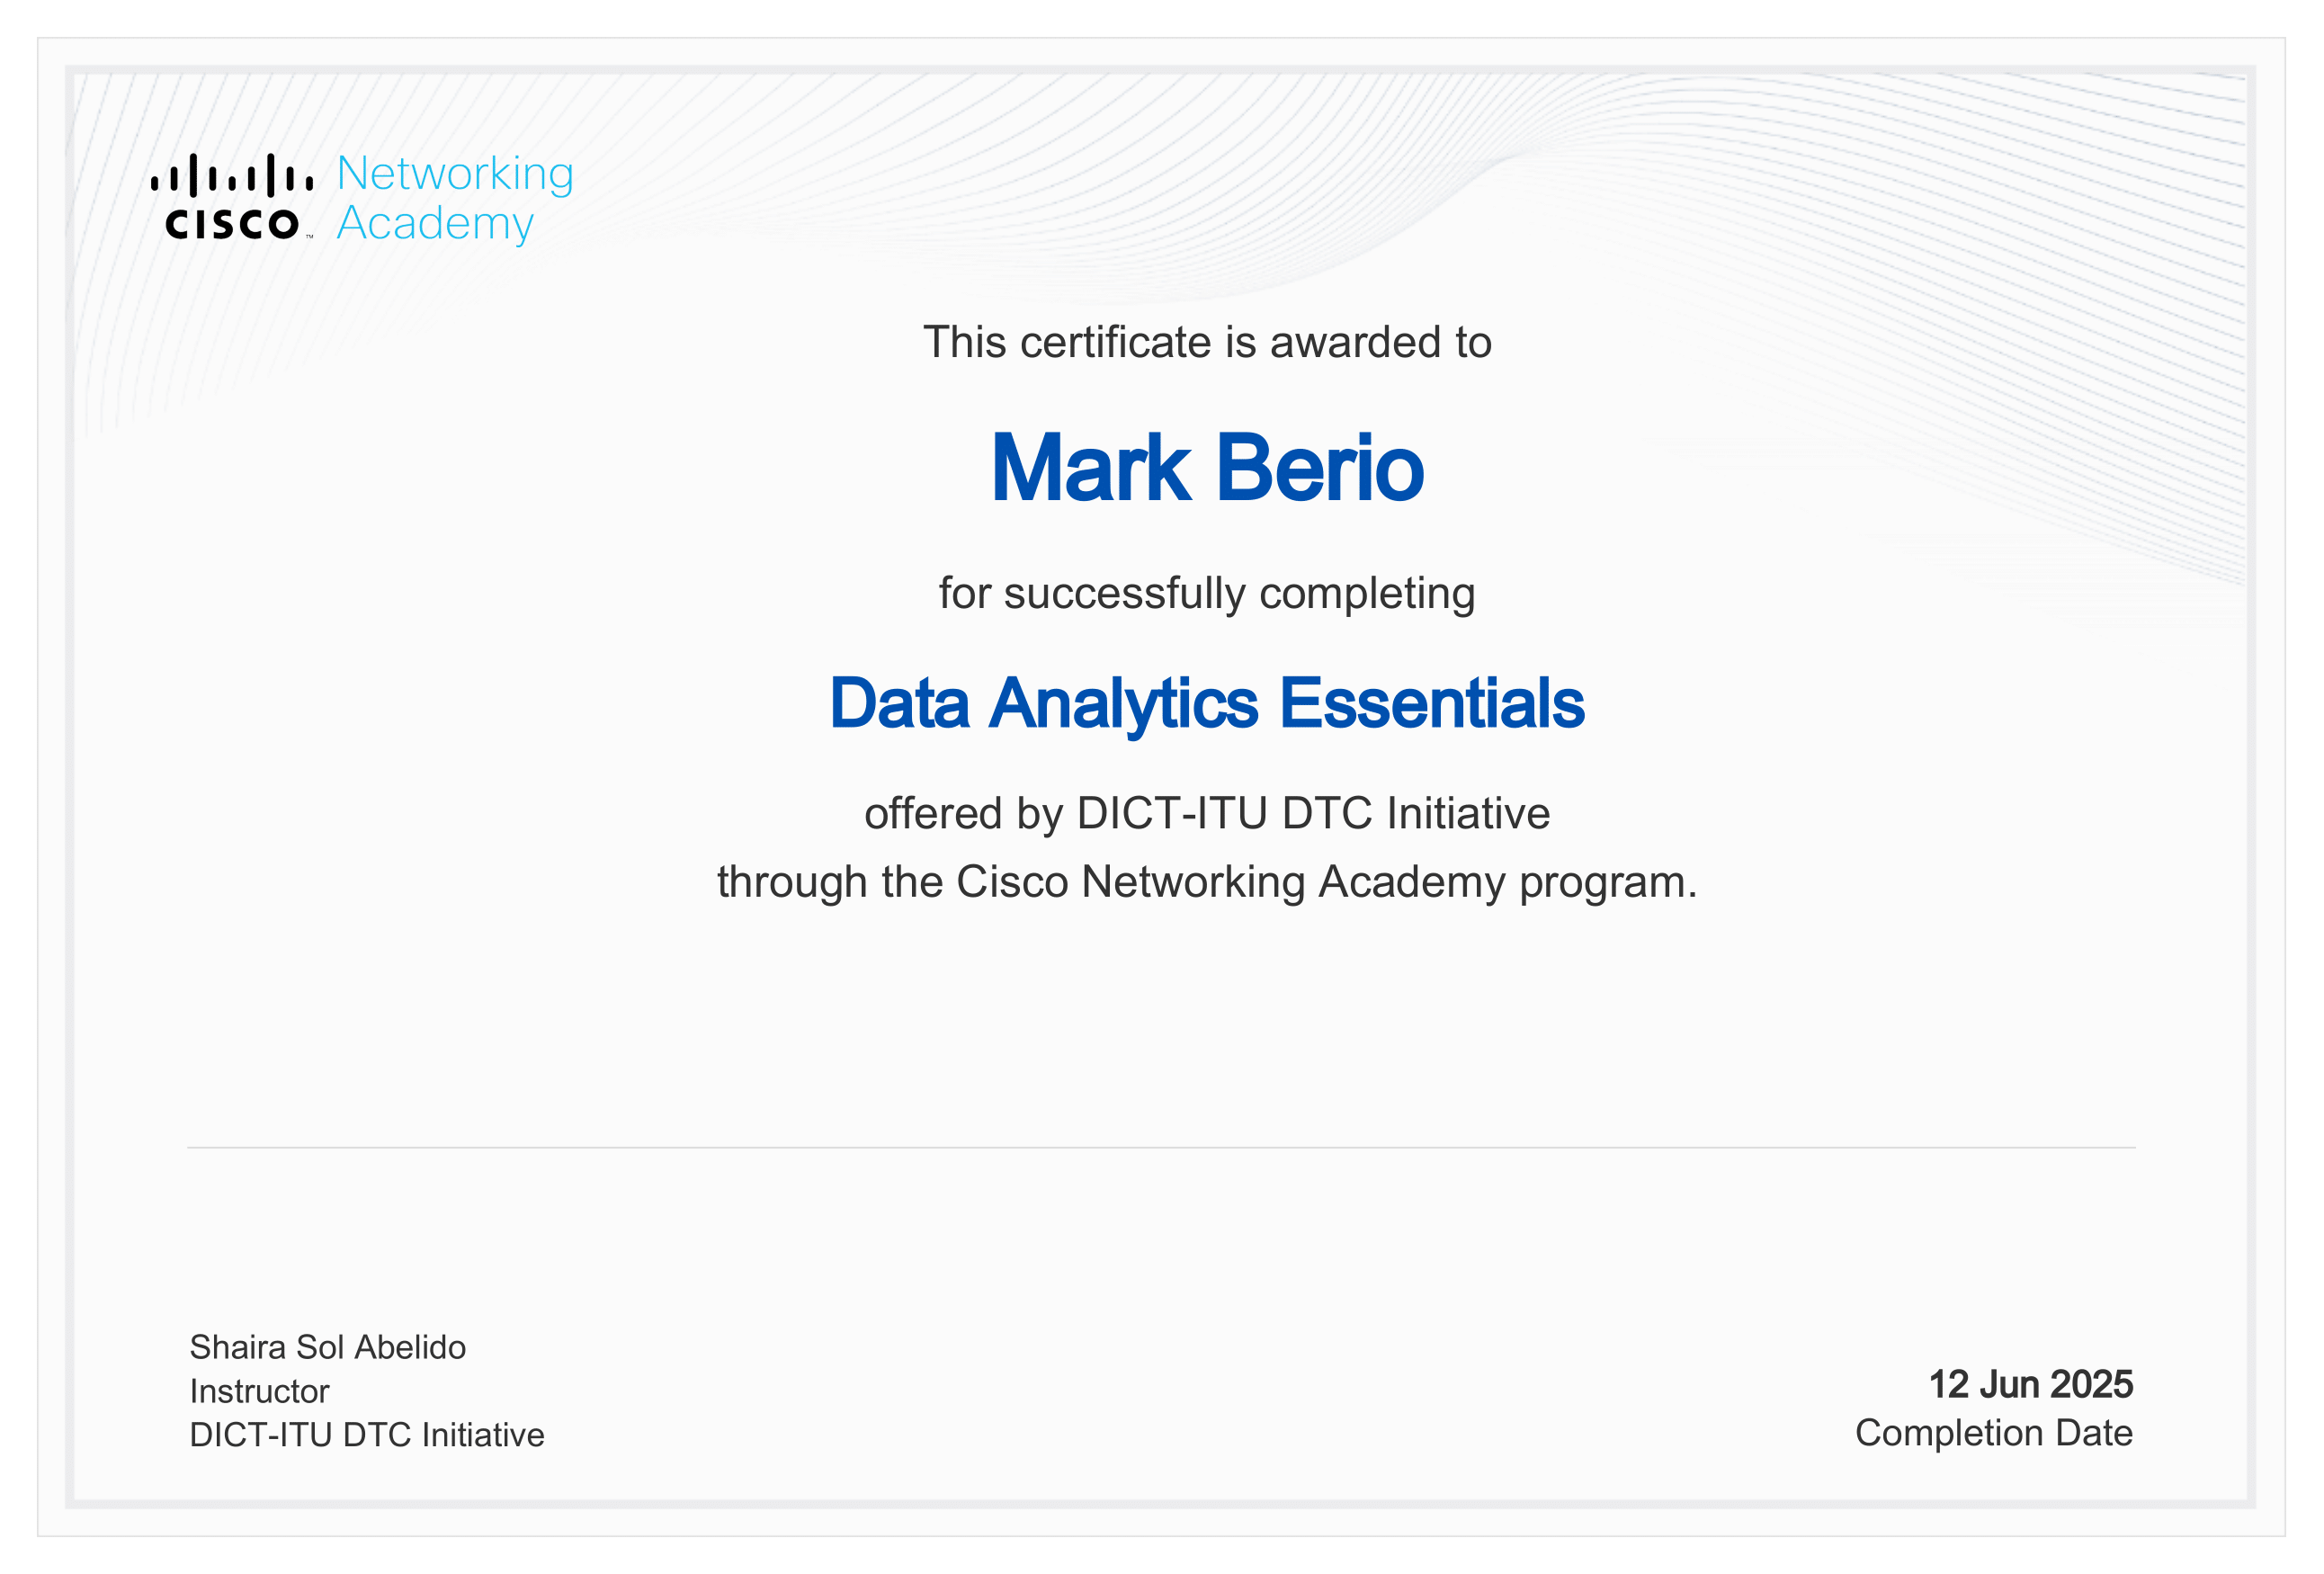 Networking
Academy
CISCO™
This certificate is awarded to
Mark Berio
for successfully completing
Data Analytics Essentials
offered by DICT-ITU DTC Initiative
through the Cisco Networking Academy program.
Shaira Sol Abelido
Instructor
DICT-ITU DTC Initiative
12 Jun 2025
Completion Date